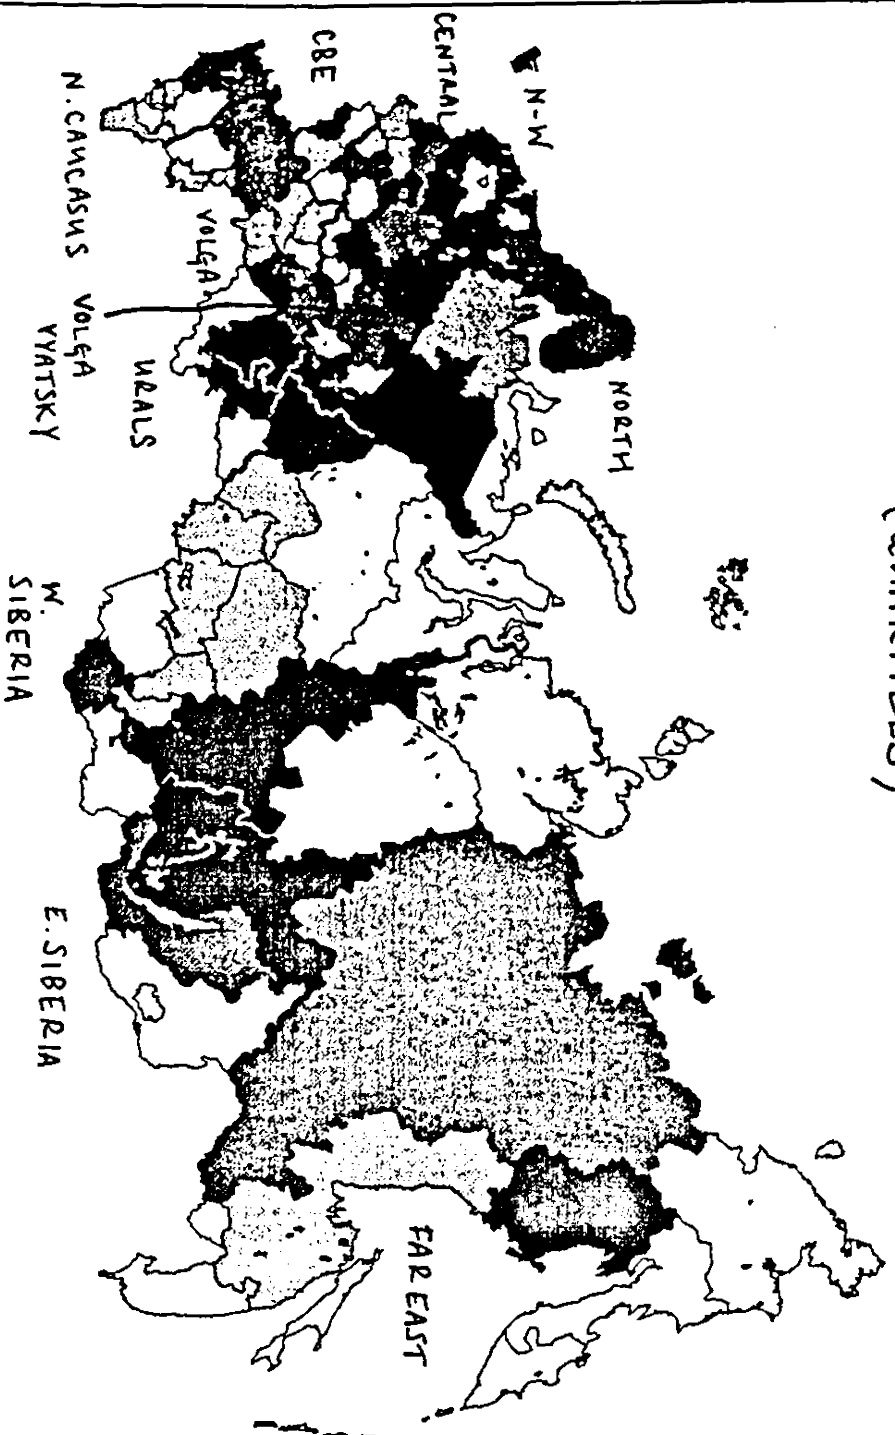 NORTH
N-W
CENTRAL
FAR EAST
CBE
VOLGA
URALS
N.CAUCASUS
VOLGA
VYATSKY
W.
SIBERIA
E.SIBERIA